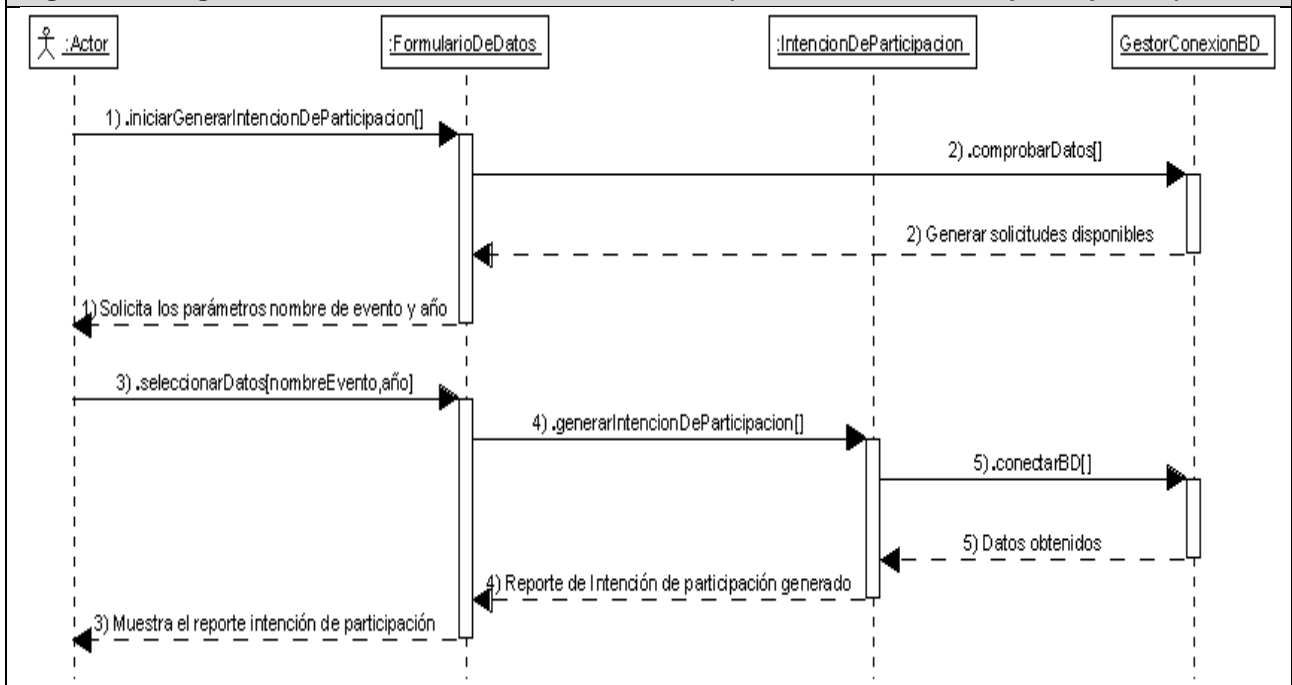 :Actor
:FormularioDeDatos
:IntencionDeParticipacion
GestorConexionBD
1) .iniciarGenerarIntencionDeParticipacion[]
2) .comprobarDatos[]
2) Generar solicitudes disponibles
1) Solicita los parámetros nombre de evento y año
3) .seleccionarDatos[nombreEvento,año]
4) .generarIntencionDeParticipacion[]
5) .conectarBD[]
5) Datos obtenidos
4) Reporte de Intención de participación generado
3) Muestra el reporte intención de participación